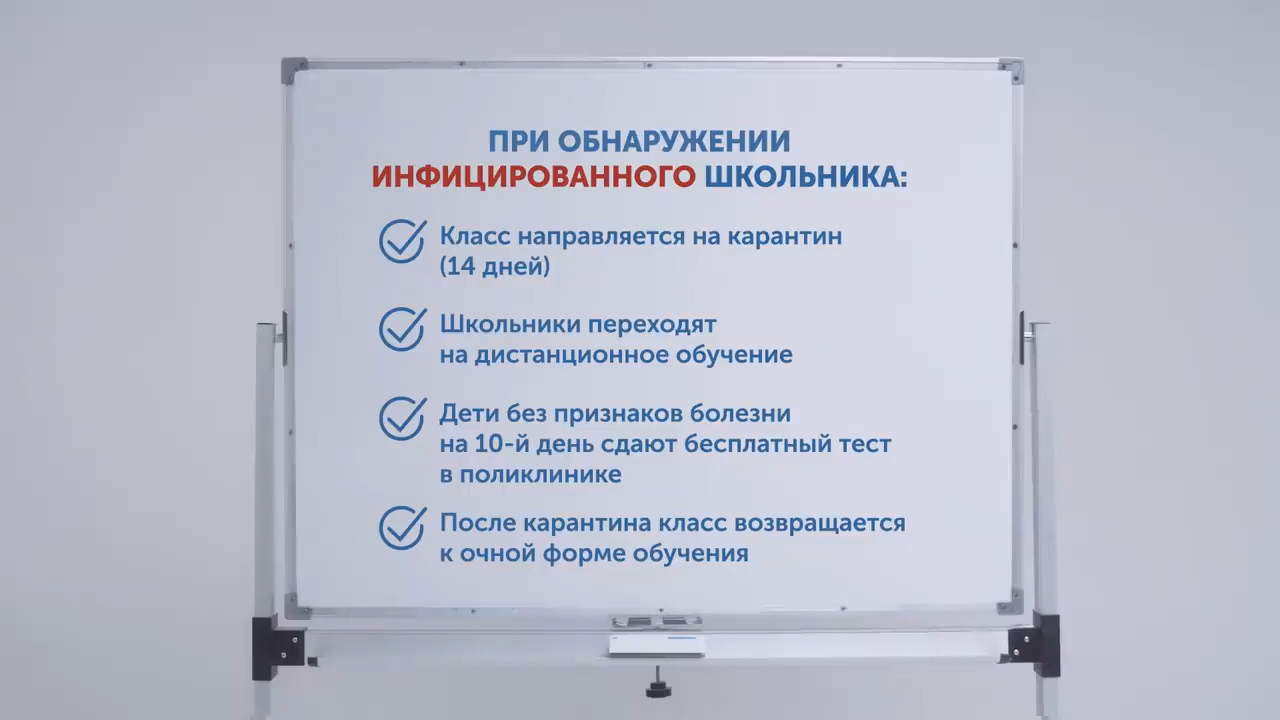 ПРИ ОБНАРУЖЕНИИ
ИНФИЦИРОВАННОГО ШКОЛЬНИКА:
Класс направляется на карантин
(14 дней)
Школьники переходят
на дистанционное обучение
Дети без признаков болезни
на 10-й день сдают бесплатный тест
в поликлинике
После карантина класс возвращается
к очной форме обучения